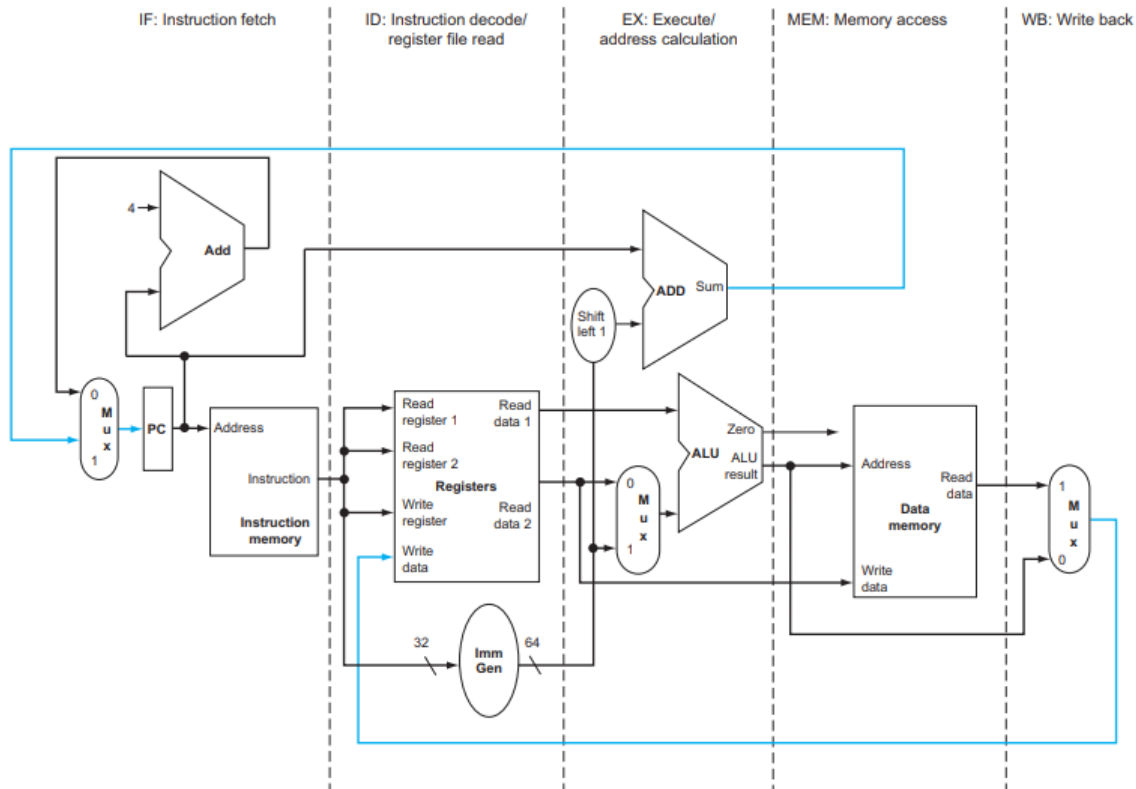 IF: Instruction fetch
ID: Instruction decode/
register file read
EX: Execute/
address calculation
MEM: Memory access
WB: Write back
4
Add
ADD
Sum
Shift
left 1
0
M
u
x
1
PC
Address
Instruction
Instruction
memory
Read
register 1
Read
register 2
Write
register
Write
data
Registers
Read
data 1
Read
data 2
32
Imm
Gen
64
0
M
u
x
1
ALU
Zero
ALU
result
Address
Write
data
Data
memory
Read
data
1
M
u
x
0